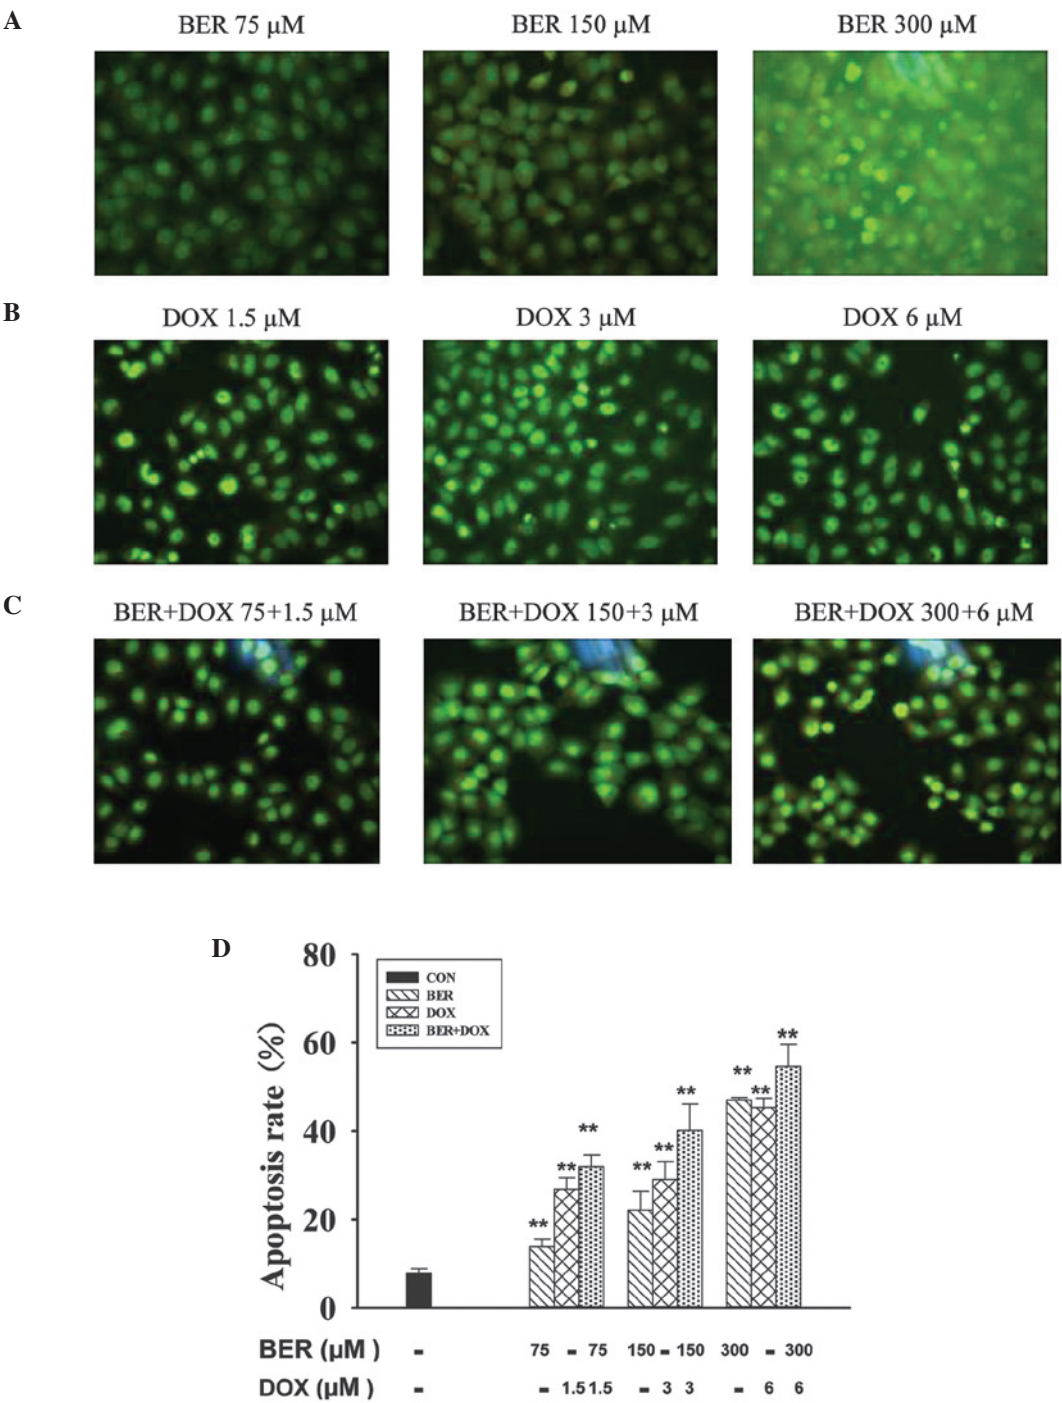 A
BER 75 μM
BER 150 μM
BER 300 μM
B
DOX 1.5 μM
DOX 3 μM
DOX 6 μM
C
BER+DOX 75+1.5 μM
BER+DOX 150+3 μM
BER+DOX 300+6 μM
D
Apoptosis rate (%)
80
60
40
20
0
CON
BER
DOX
BER+DOX
**
**
**
**
**
**
**
**
**
BER (μM ) - 75 - 75 150 - 150 300 - 300
DOX (μM ) - - 1.5 1.5 - 3 3 - 6 6